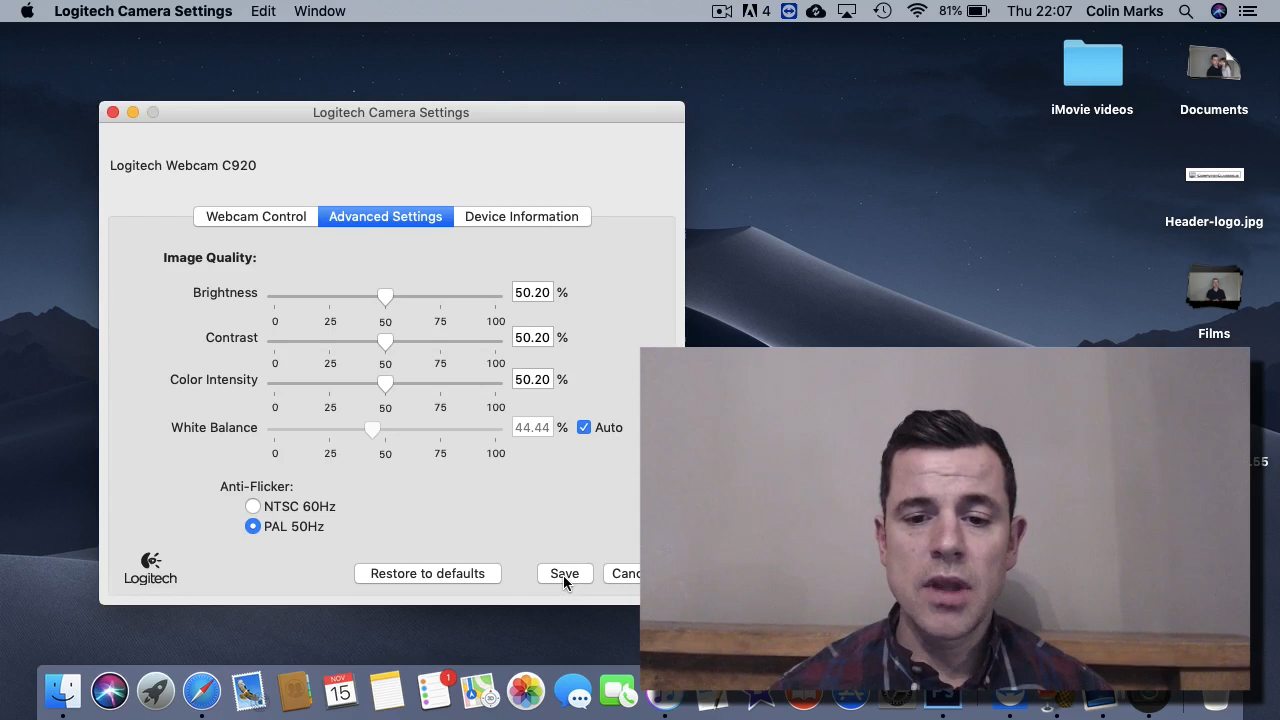 Logitech Camera Settings Edit Window 4 81% Thu 22:07 Colin Marks
iMovie videos
Documents
Header-logo.jpg
Films
Logitech Camera Settings
Logitech Webcam C920
Webcam Control Advanced Settings Device Information
Image Quality:
Brightness 50.20 %
0 25 50 75 100
Contrast 50.20 %
0 25 50 75 100
Color Intensity 50.20 %
0 25 50 75 100
White Balance 44.44 % Auto
0 25 50 75 100
Anti-Flicker:
NTSC 60Hz
PAL 50Hz
Logitech
Restore to defaults Save Canc
.55
NOV
15
1